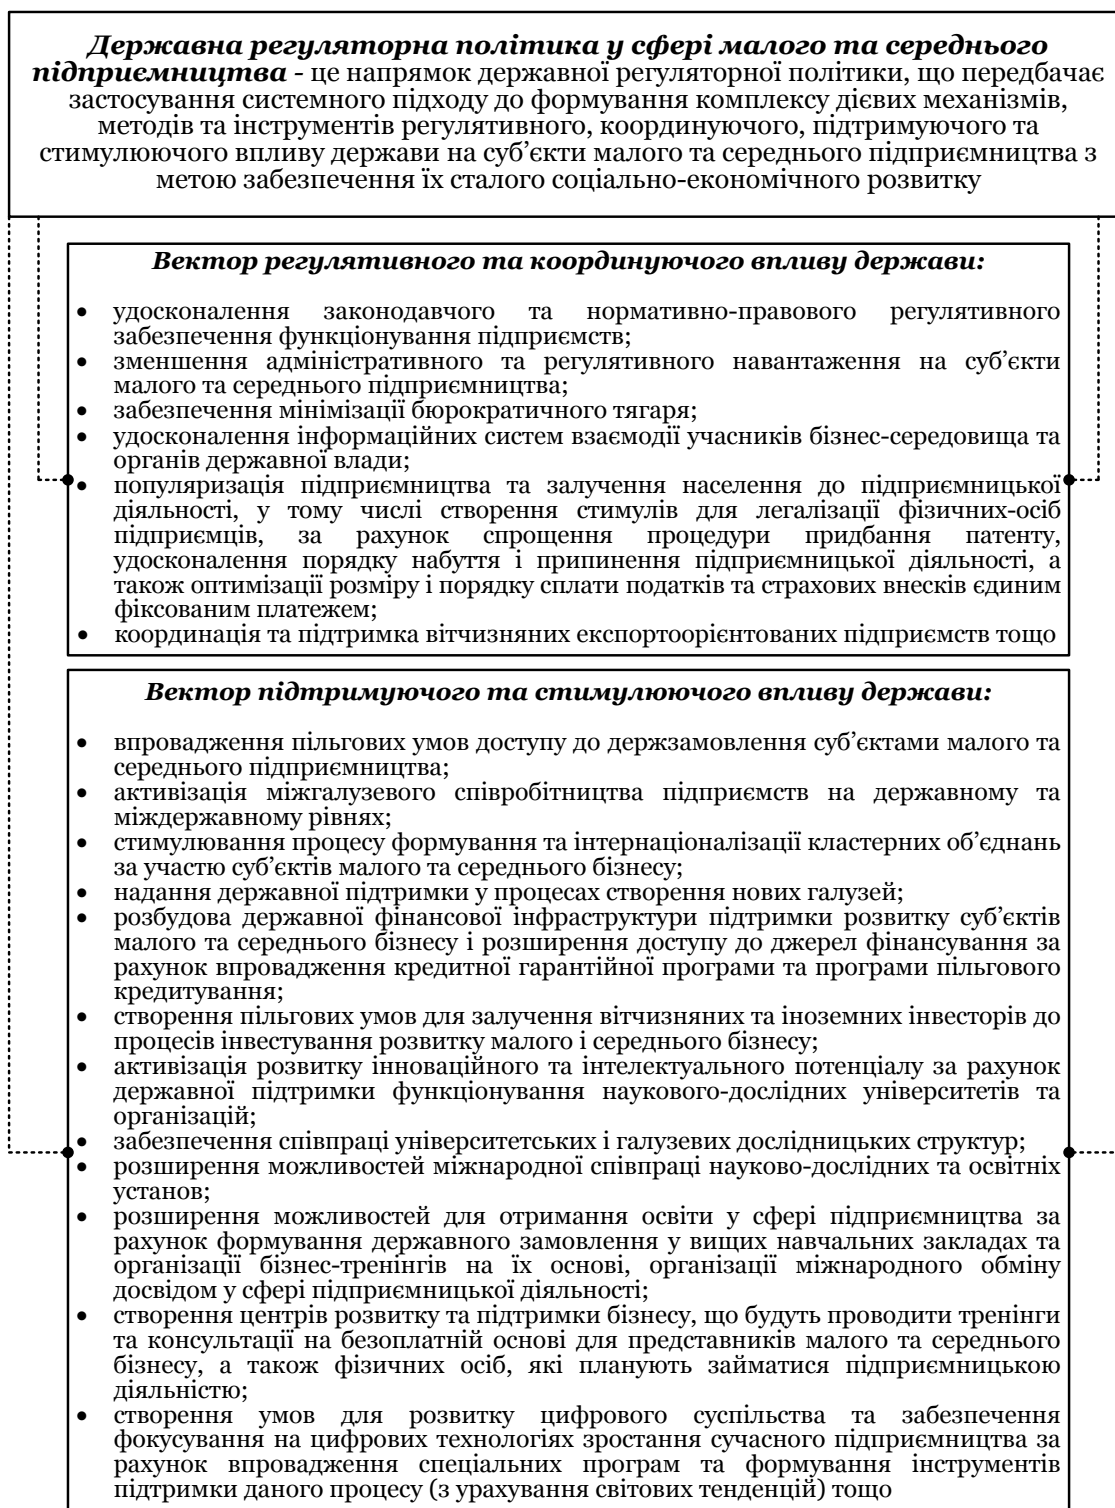 Державна регуляторна політика у сфері малого та середнього
підприємництва - це напрямок державної регуляторної політики, що передбачає
застосування системного підходу до формування комплексу дієвих механізмів,
методів та інструментів регулятивного, координуючого, підтримуючого та
стимулюючого впливу держави на суб’єкти малого та середнього підприємництва з
метою забезпечення їх сталого соціально-економічного розвитку
Вектор регулятивного та координуючого впливу держави:
• удосконалення законодавчого та нормативно-правового регулятивного
забезпечення функціонування підприємств;
• зменшення адміністративного та регулятивного навантаження на суб’єкти
малого та середнього підприємництва;
• забезпечення мінімізації бюрократичного тягаря;
• удосконалення інформаційних систем взаємодії учасників бізнес-середовища та
органів державної влади;
• популяризація підприємництва та залучення населення до підприємницької
діяльності, у тому числі створення стимулів для легалізації фізичних-осіб
підприємців, за рахунок спрощення процедури придбання патенту,
удосконалення порядку набуття і припинення підприємницької діяльності, а
також оптимізації розміру і порядку сплати податків та страхових внесків єдиним
фіксованим платежем;
• координація та підтримка вітчизняних експортоорієнтованих підприємств тощо
Вектор підтримуючого та стимулюючого впливу держави:
• впровадження пільгових умов доступу до держзамовлення суб’єктами малого та
середнього підприємництва;
• активізація міжгалузевого співробітництва підприємств на державному та
міждержавному рівнях;
• стимулювання процесу формування та інтернаціоналізації кластерних об’єднань
за участю суб’єктів малого та середнього бізнесу;
• надання державної підтримки у процесах створення нових галузей;
• розбудова державної фінансової інфраструктури підтримки розвитку суб’єктів
малого та середнього бізнесу і розширення доступу до джерел фінансування за
рахунок впровадження кредитної гарантійної програми та програми пільгового
кредитування;
• створення пільгових умов для залучення вітчизняних та іноземних інвесторів до
процесів інвестування розвитку малого і середнього бізнесу;
• активізація розвитку інноваційного та інтелектуального потенціалу за рахунок
державної підтримки функціонування наукового-дослідних університетів та
організацій;
• забезпечення співпраці університетських і галузевих дослідницьких структур;
• розширення можливостей міжнародної співпраці науково-дослідних та освітніх
установ;
• розширення можливостей для отримання освіти у сфері підприємництва за
рахунок формування державного замовлення у вищих навчальних закладах та
організації бізнес-тренінгів на їх основі, організації міжнародного обміну
досвідом у сфері підприємницької діяльності;
• створення центрів розвитку та підтримки бізнесу, що будуть проводити тренінги
та консультації на безоплатній основі для представників малого та середнього
бізнесу, а також фізичних осіб, які планують займатися підприємницькою
діяльністю;
• створення умов для розвитку цифрового суспільства та забезпечення
фокусування на цифрових технологіях зростання сучасного підприємництва за
рахунок впровадження спеціальних програм та формування інструментів
підтримки даного процесу (з урахування світових тенденцій) тощо